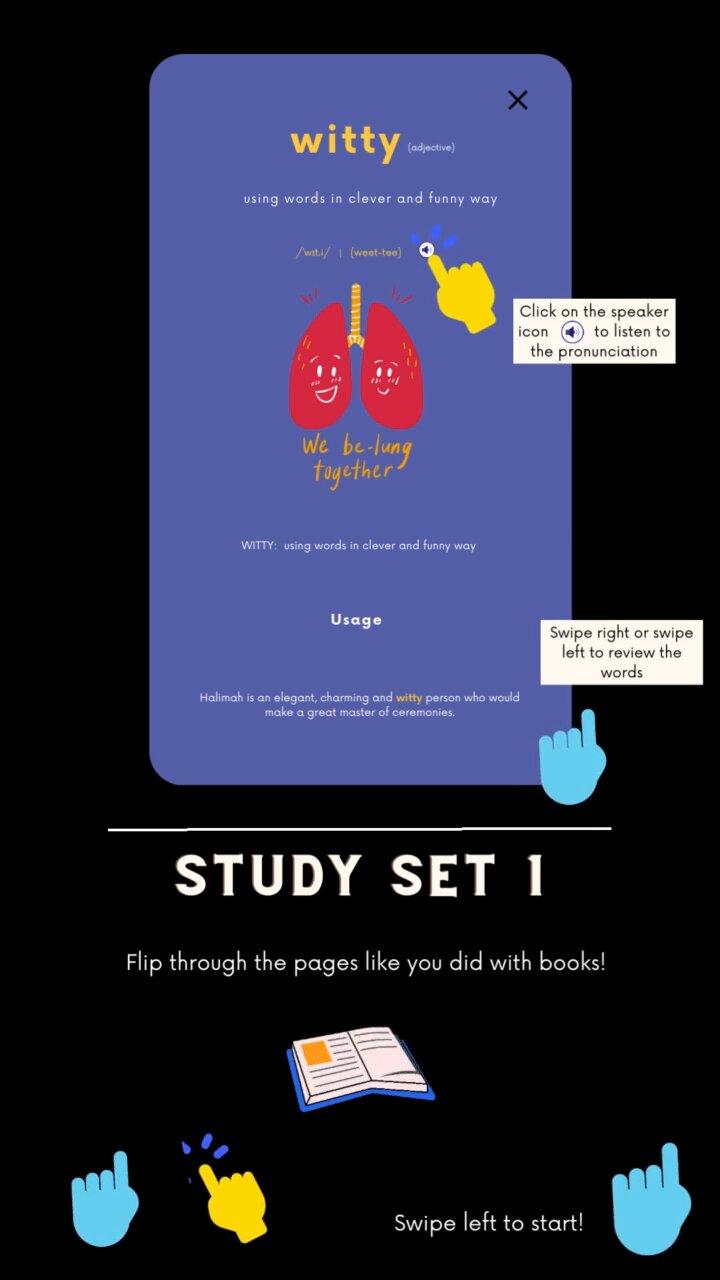 witty (adjective)
using words in clever and funny way
/'wɪt.i/ | (weet-tee)
Click on the speaker
icon to listen to
the pronunciation
We be-lung
together
WITTY: using words in clever and funny way
Usage
Swipe right or swipe
left to review the
words
Halimah is an elegant, charming and witty person who would
make a great master of ceremonies.
STUDY SET 1
Flip through the pages like you did with books!
Swipe left to start!